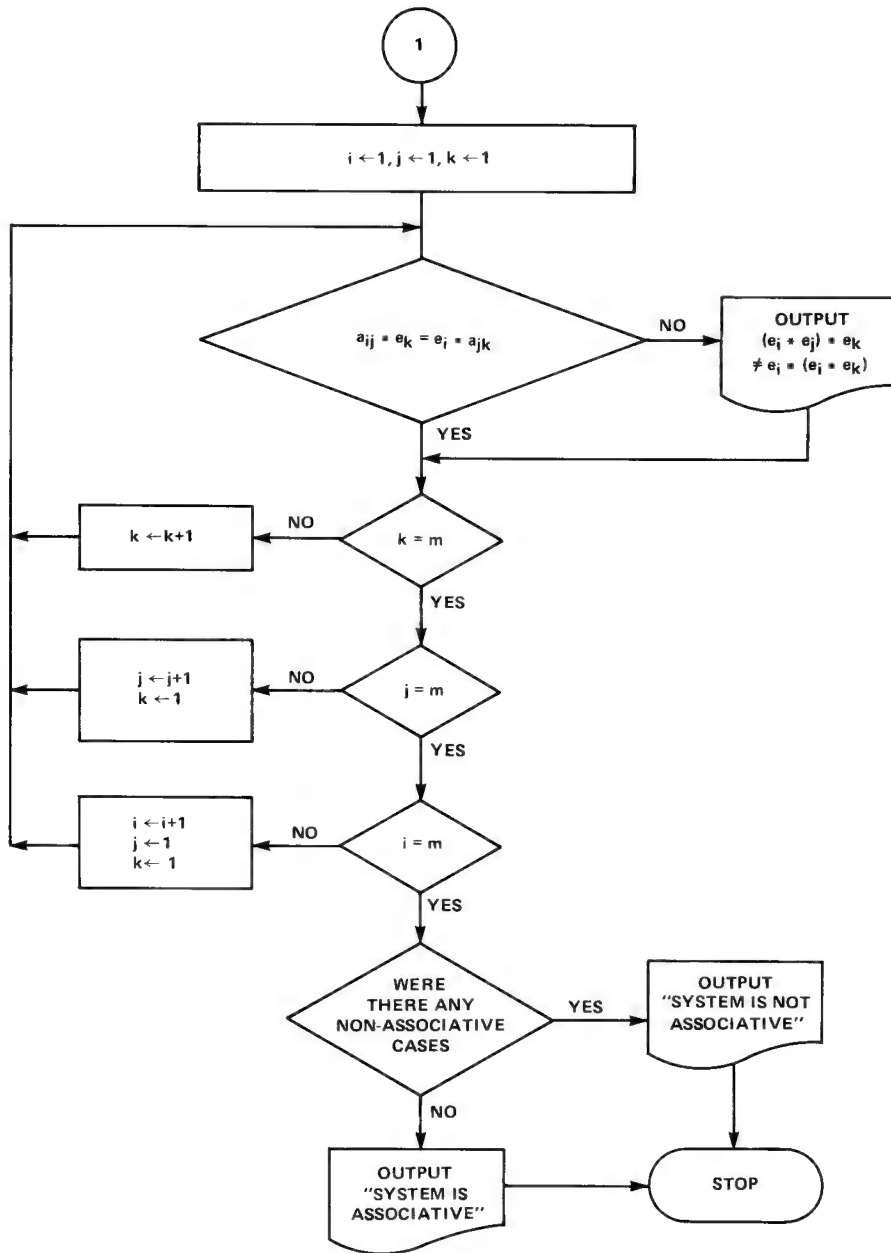 1
i ← 1, j ← 1, k ← 1
a_ij * e_k = e_i * a_jk
NO
OUTPUT
(e_i * e_j) * e_k
≠ e_i * (e_i * e_k)
YES
k ← k+1
NO
k = m
YES
j ← j+1
k ← 1
NO
j = m
YES
i ← i+1
j ← 1
k ← 1
NO
i = m
YES
WERE
THERE ANY
NON-ASSOCIATIVE
CASES
YES
OUTPUT
"SYSTEM IS NOT
ASSOCIATIVE"
NO
OUTPUT
"SYSTEM IS
ASSOCIATIVE"
STOP